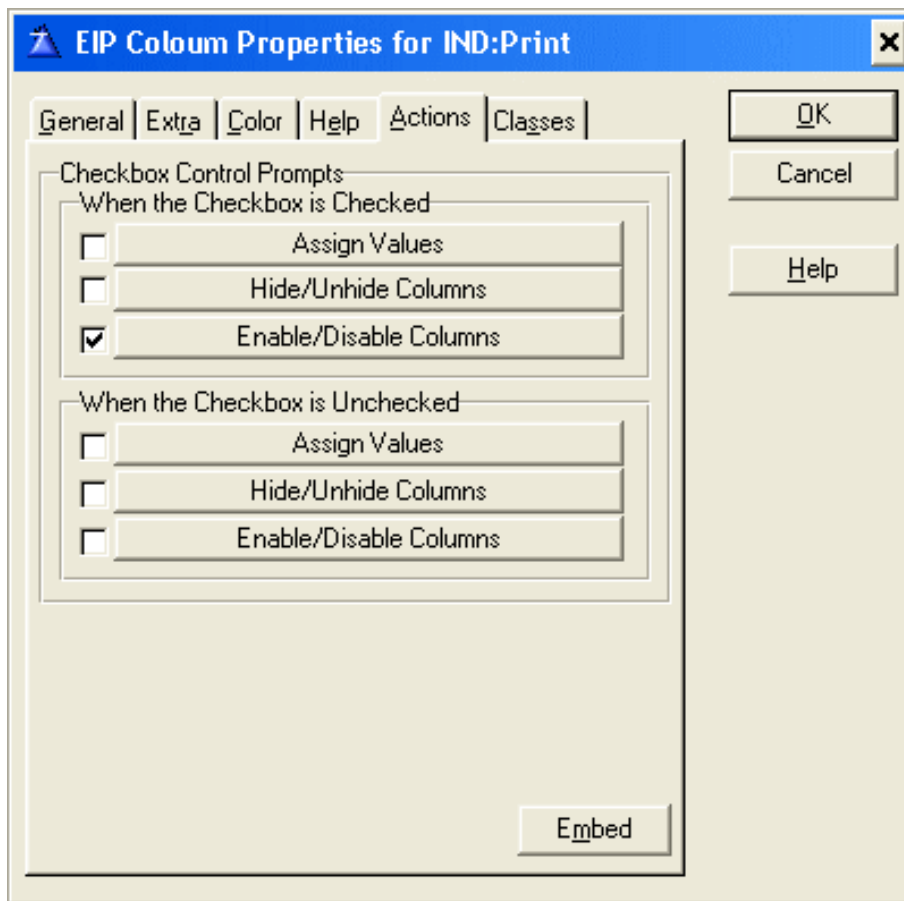 EIP Coloum Properties for IND:Print
General Extra Color Help Actions Classes
OK
Cancel
Help
Checkbox Control Prompts
When the Checkbox is Checked
Assign Values
Hide/Unhide Columns
Enable/Disable Columns
When the Checkbox is Unchecked
Assign Values
Hide/Unhide Columns
Enable/Disable Columns
Embed